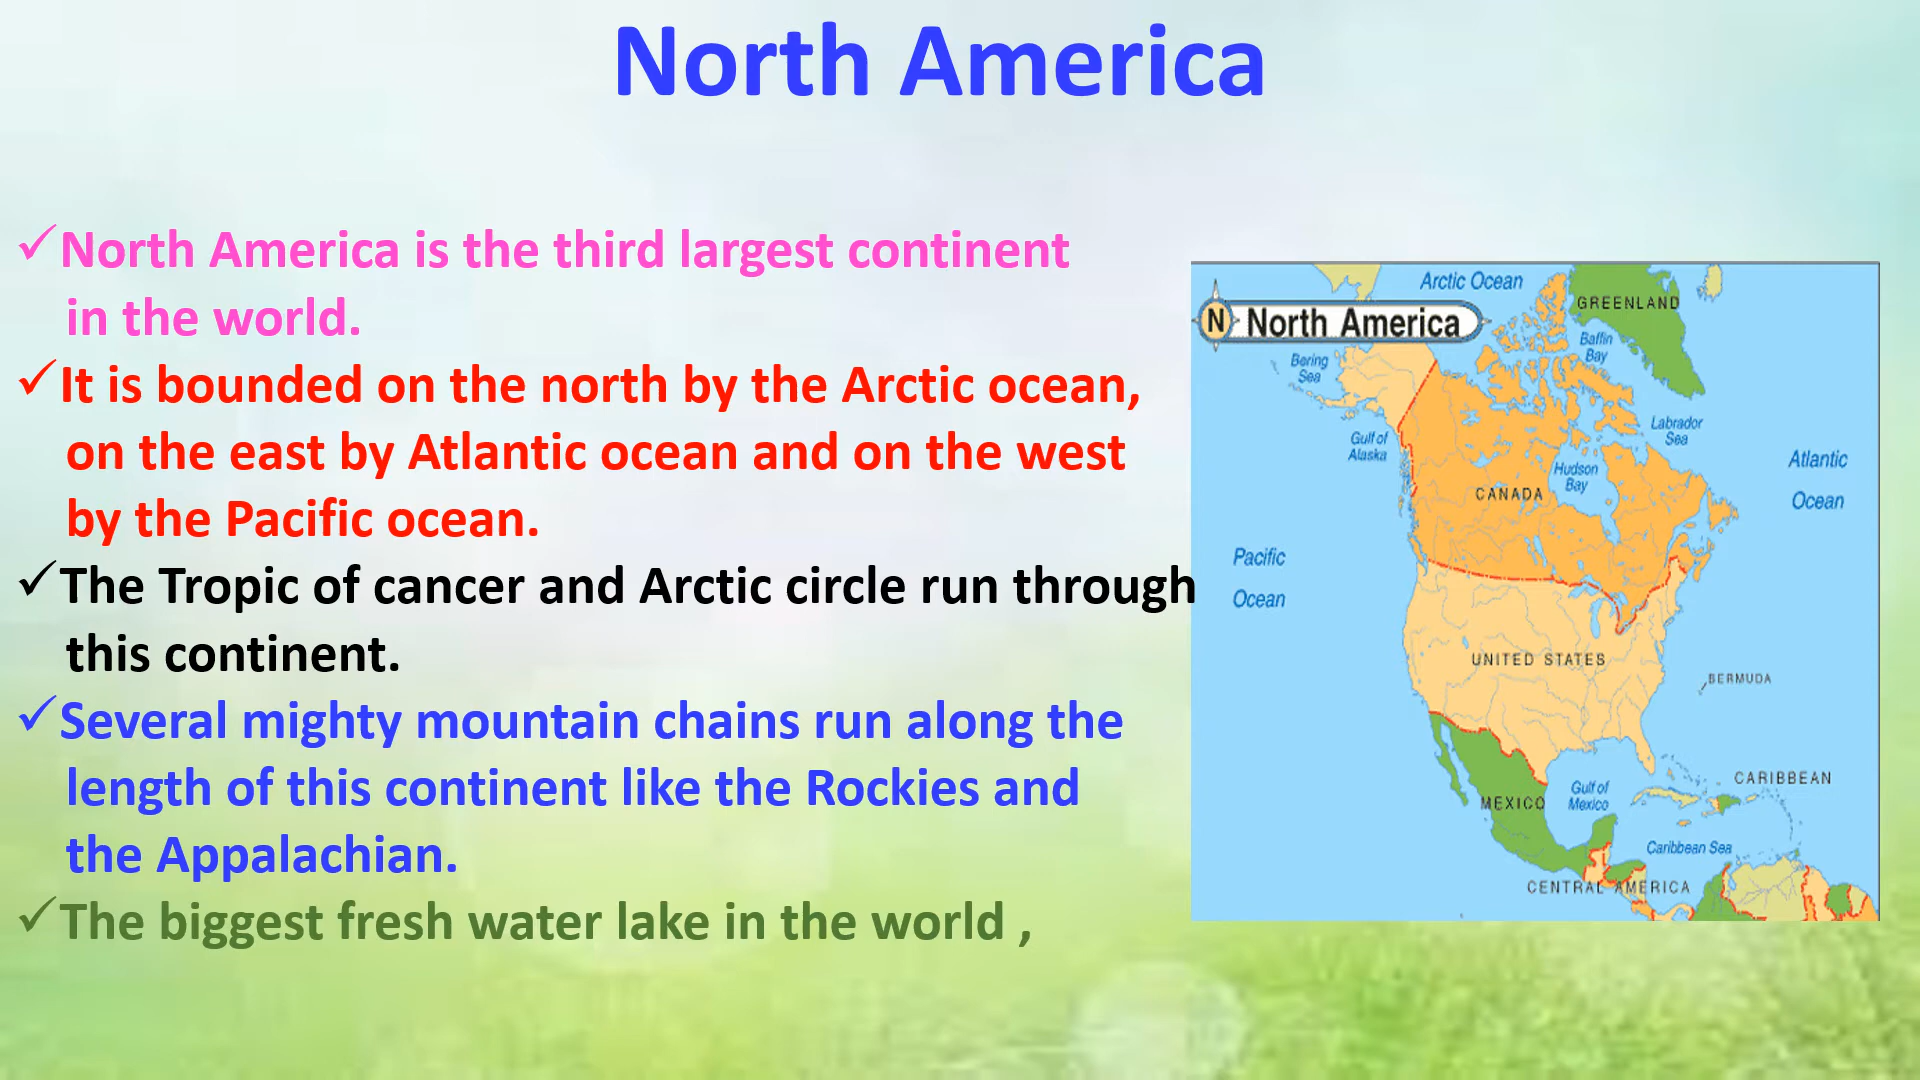 North America
✓North America is the third largest continent
in the world.
✓It is bounded on the north by the Arctic ocean,
on the east by Atlantic ocean and on the west
by the Pacific ocean.
✓The Tropic of cancer and Arctic circle run through
this continent.
✓Several mighty mountain chains run along the
length of this continent like the Rockies and
the Appalachian.
✓The biggest fresh water lake in the world ,
Arctic Ocean
GREENLAND
N North America
Baffin
Bay
Bering
Sea
Labrador
Sea
Gulf of
Alaska
Hudson
Bay
Atlantic
Ocean
CANADA
Pacific
Ocean
UNITED STATES
BERMUDA
CARIBBEAN
Gulf of
Mexico
MEXICO
Caribbean Sea
CENTRAL AMERICA